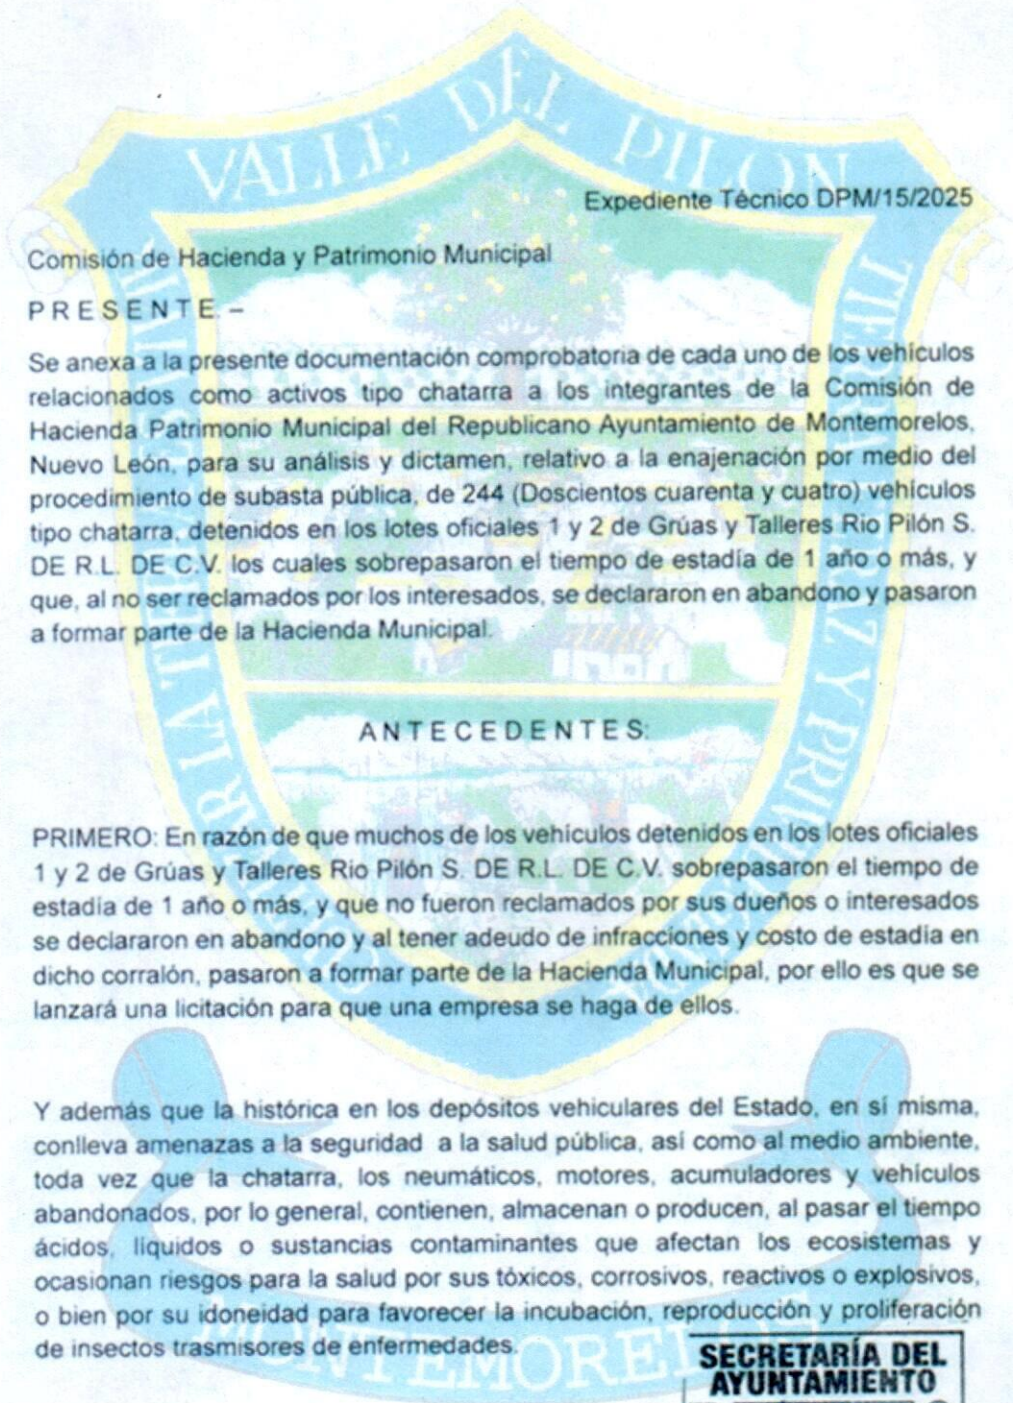 VALLE DEL PILON
Expediente Técnico DPM/15/2025
Comisión de Hacienda y Patrimonio Municipal
P R E S E N T E. –
Se anexa a la presente documentación comprobatoria de cada uno de los vehículos
relacionados como activos tipo chatarra a los integrantes de la Comisión de
Hacienda Patrimonio Municipal del Republicano Ayuntamiento de Montemorelos,
Nuevo León, para su análisis y dictamen, relativo a la enajenación por medio del
procedimiento de subasta pública, de 244 (Doscientos cuarenta y cuatro) vehículos
tipo chatarra, detenidos en los lotes oficiales 1 y 2 de Grúas y Talleres Rio Pilón S.
DE R.L. DE C.V. los cuales sobrepasaron el tiempo de estadía de 1 año o más, y
que, al no ser reclamados por los interesados, se declararon en abandono y pasaron
a formar parte de la Hacienda Municipal.
A N T E C E D E N T E S:
PRIMERO: En razón de que muchos de los vehículos detenidos en los lotes oficiales
1 y 2 de Grúas y Talleres Rio Pilón S. DE R.L. DE C.V. sobrepasaron el tiempo de
estadía de 1 año o más, y que no fueron reclamados por sus dueños o interesados
se declararon en abandono y al tener adeudo de infracciones y costo de estadía en
dicho corralón, pasaron a formar parte de la Hacienda Municipal, por ello es que se
lanzará una licitación para que una empresa se haga de ellos.
Y además que la histórica en los depósitos vehiculares del Estado, en sí misma,
conlleva amenazas a la seguridad a la salud pública, así como al medio ambiente,
toda vez que la chatarra, los neumáticos, motores, acumuladores y vehículos
abandonados, por lo general, contienen, almacenan o producen, al pasar el tiempo
ácidos, líquidos o sustancias contaminantes que afectan los ecosistemas y
ocasionan riesgos para la salud por sus tóxicos, corrosivos, reactivos o explosivos,
o bien por su idoneidad para favorecer la incubación, reproducción y proliferación
de insectos trasmisores de enfermedades.
MONTEMORELOS
SECRETARÍA DEL
AYUNTAMIENTO